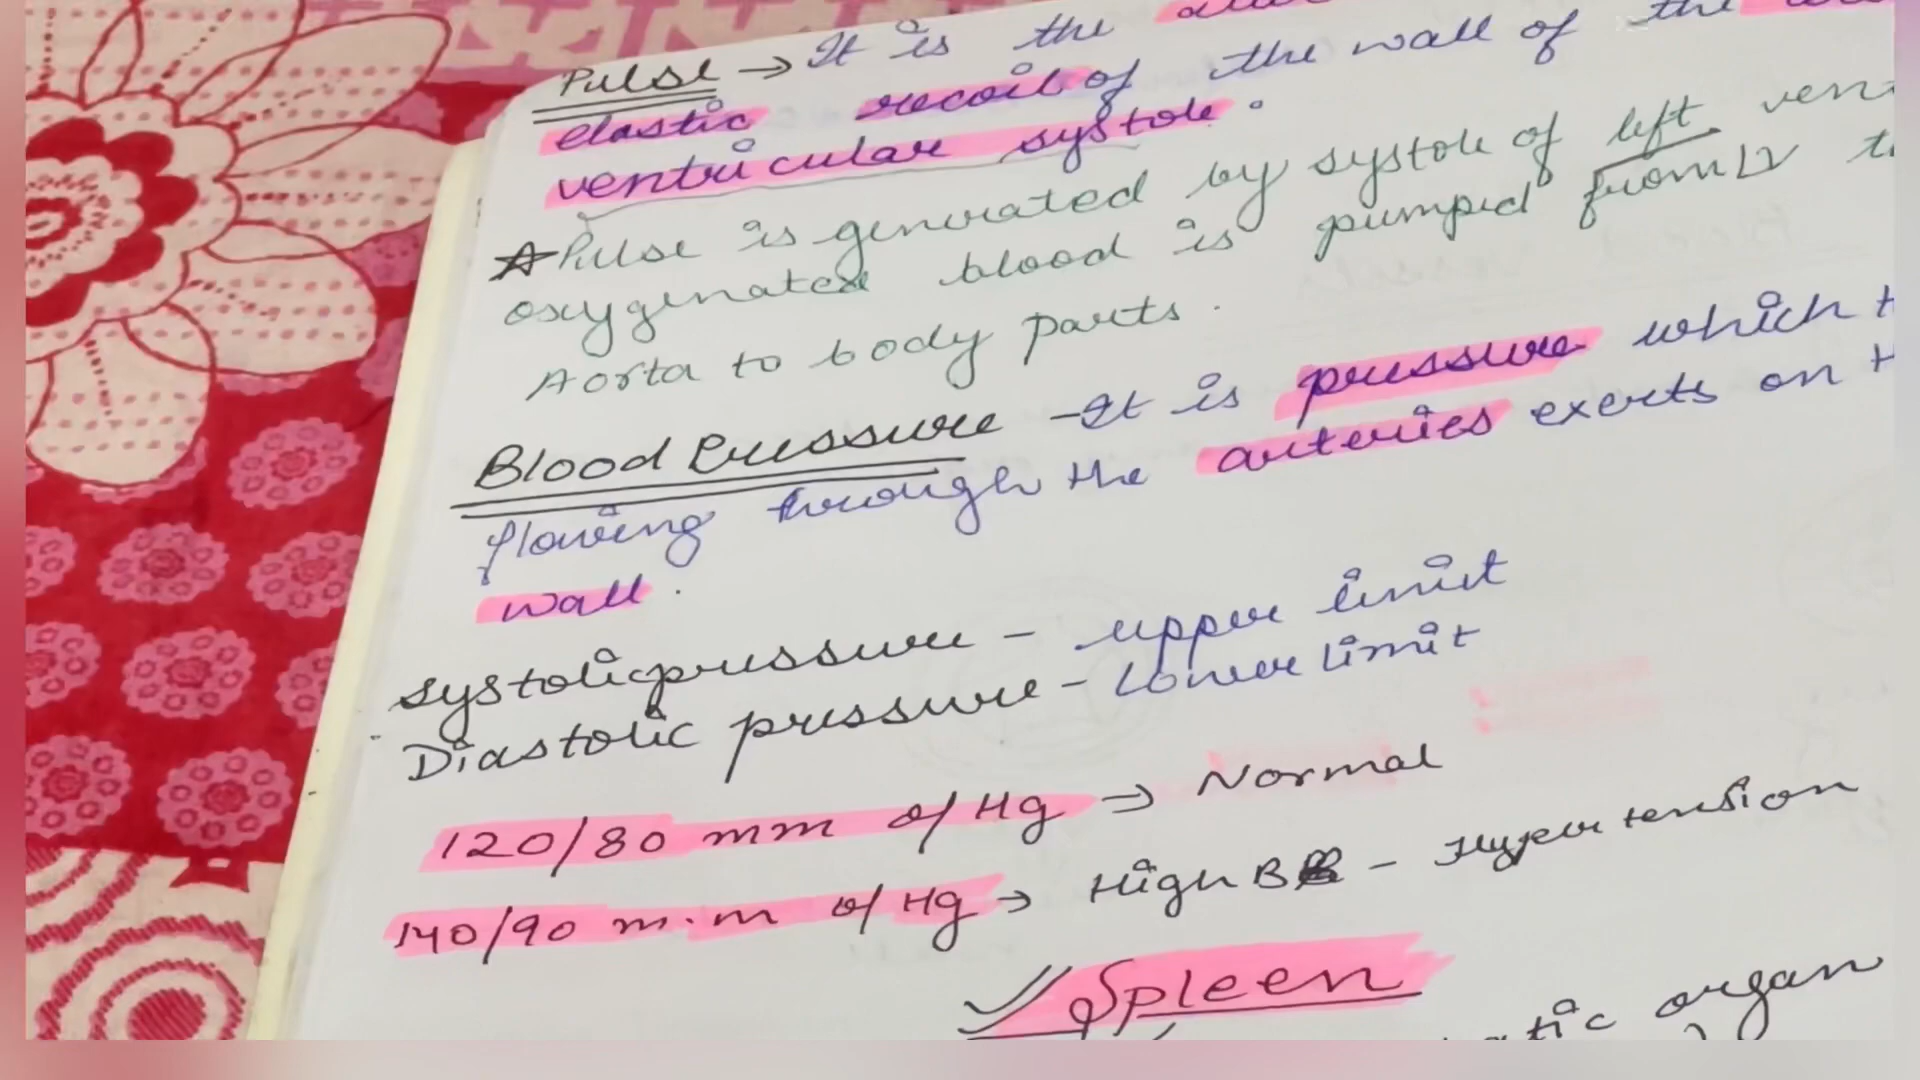 Pulse → It is the
elastic recoil of the wall of the
ventricular systole.
Pulse is generated by systole of left ven
oxygenated blood is pumped from LV t
Aorta to body parts.
Blood Pressure - It is pressure which t
flowing through the arteries exerts on t
wall.
systolic pressure - upper limit
Diastolic pressure - Lower Limit
120/80 mm of Hg → Normal
140/90 m.m of Hg → High B - Hypertension
Spleen
organ